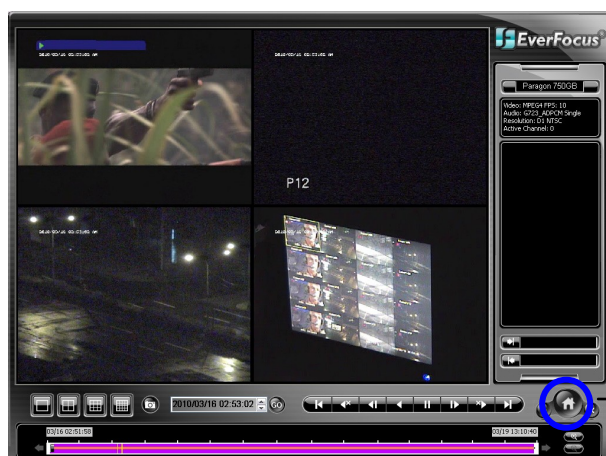 EverFocus
Paragon 750GB
Video: MPEG4 FPS: 10
Audio: G723_ADPCM Single
Resolution: D1 NTSC
Active Channel: 0
P12
2010/03/16 02:53:02
GO
03/16 02:51:58
03/19 13:10:40